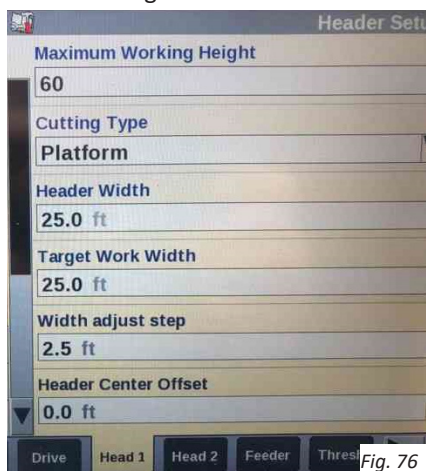 Header Setu
Maximum Working Height
60
Cutting Type
Platform
Header Width
25.0 ft
Target Work Width
25.0 ft
Width adjust step
2.5 ft
Header Center Offset
0.0 ft
Drive Head 1 Head 2 Feeder Thresh
Fig. 76